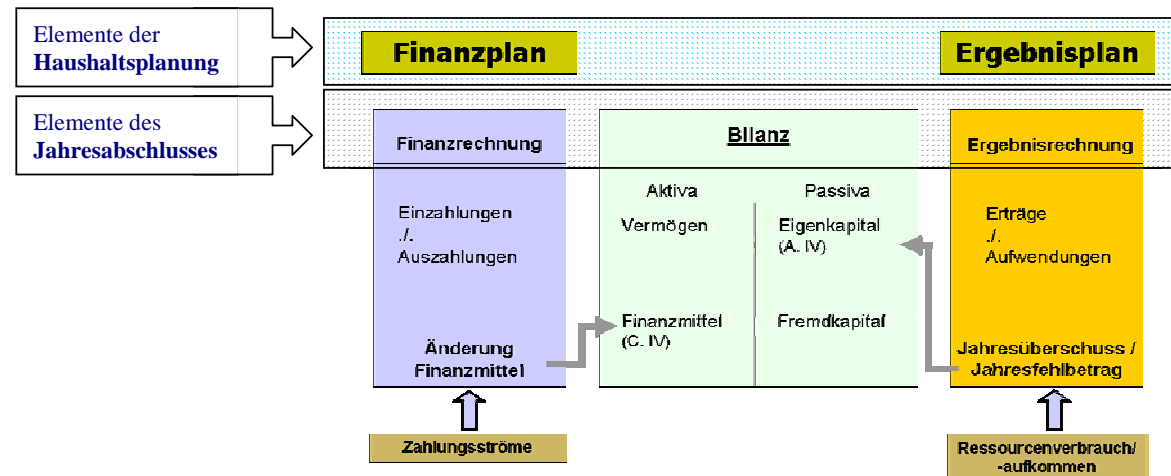 Elemente der
Haushaltsplanung
Finanzplan
Ergebnisplan
Elemente des
Jahresabschlusses
Finanzrechnung
Einzahlungen
./.
Auszahlungen
Änderung
Finanzmittel
Bilanz
Aktiva
Passiva
Vermögen
Eigenkapital
(A. IV)
Finanzmittel
(C. IV)
Fremdkapital
Ergebnisrechnung
Erträge
./.
Aufwendungen
Jahresüberschuss /
Jahresfehlbetrag
Zahlungsströme
Ressourcenverbrauch/
-aufkommen